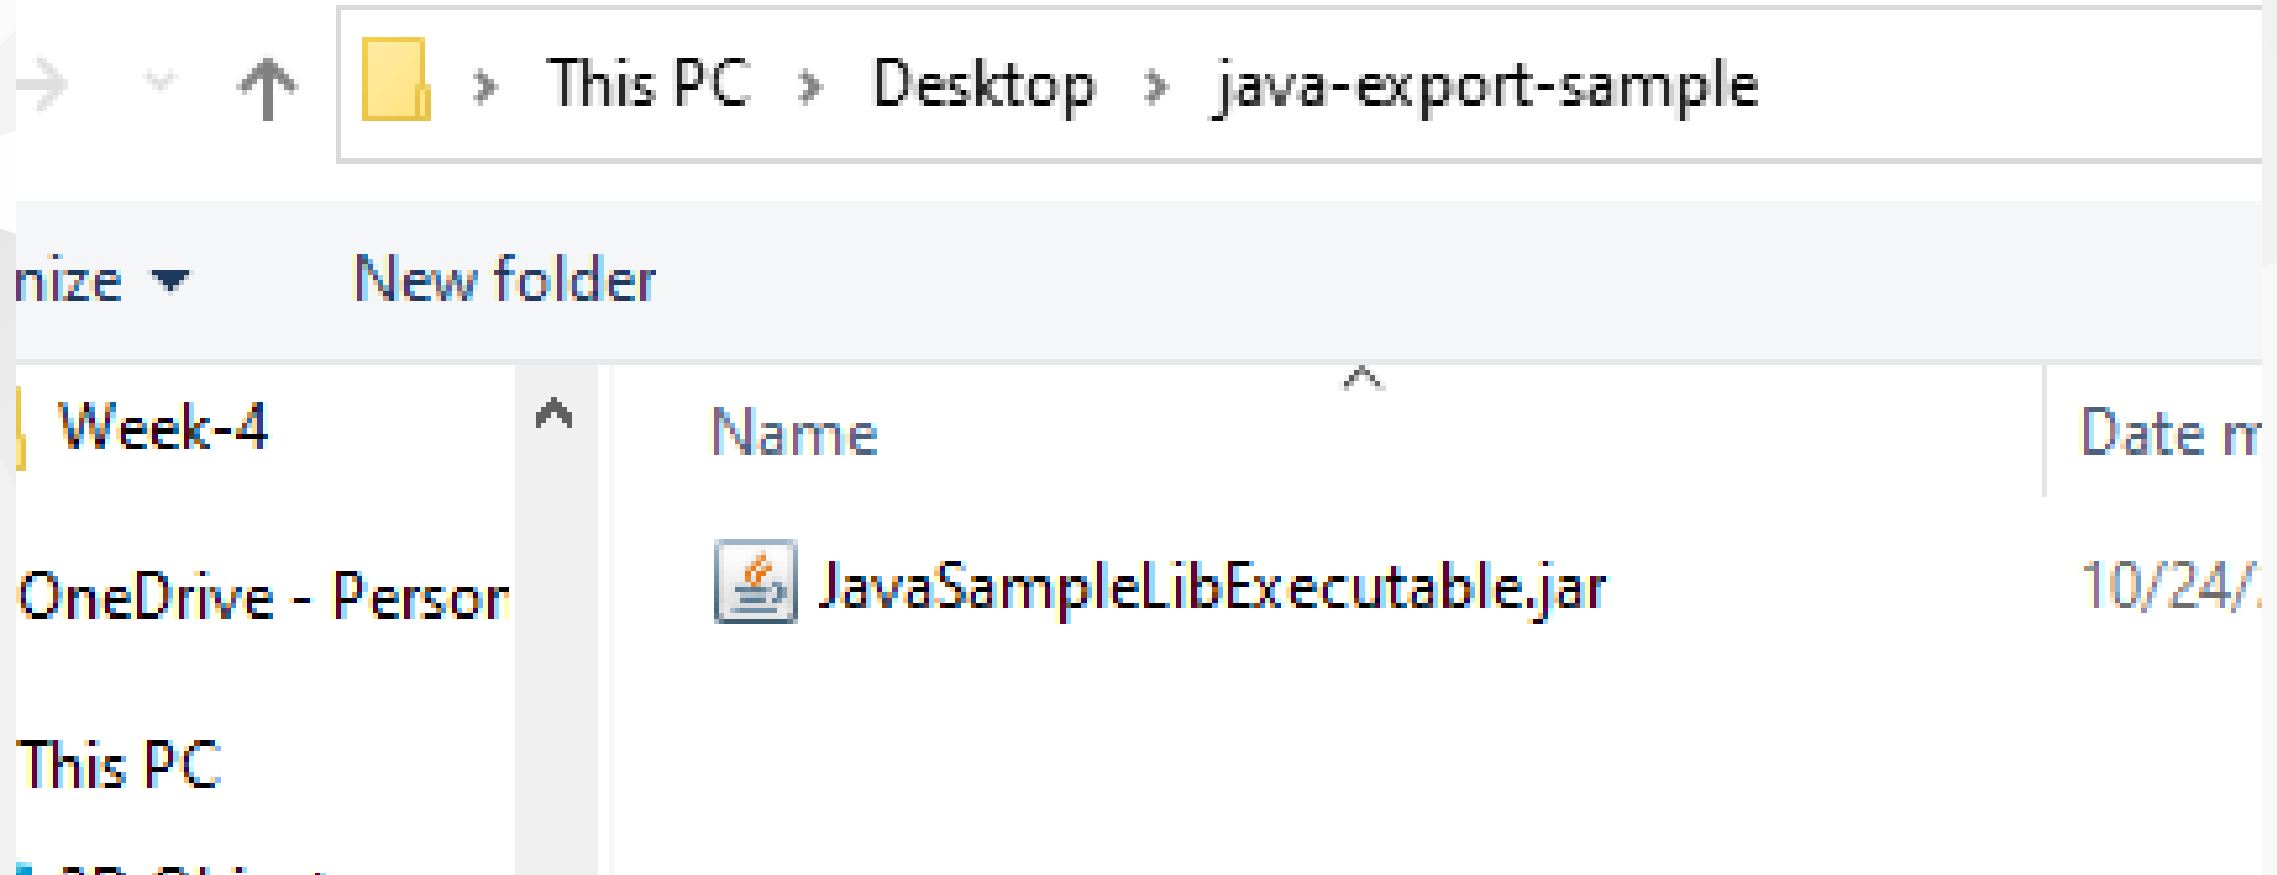 This PC > Desktop > java-export-sample
nize New folder
Week-4
OneDrive - Person
This PC
Name Date m
JavaSampleLibExecutable.jar 10/24/